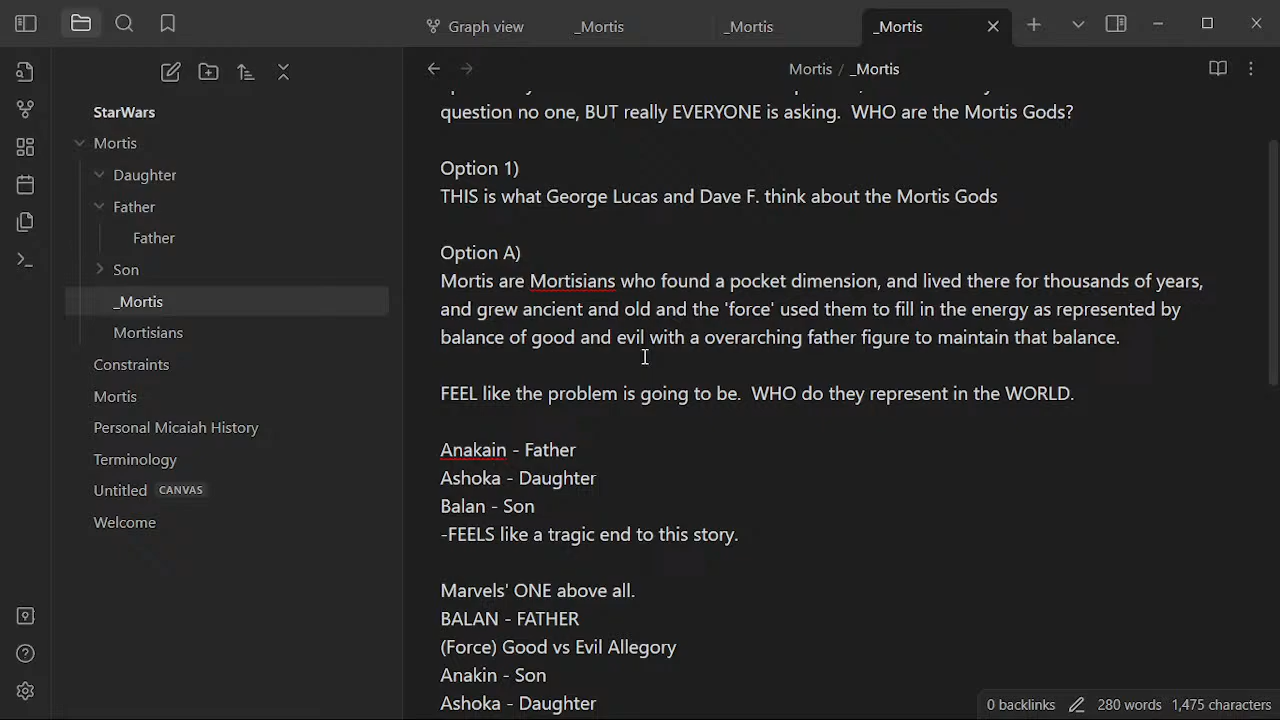 Graph view
_Mortis
_Mortis
_Mortis
Mortis / _Mortis
StarWars
Mortis
Daughter
Father
Father
Son
_Mortis
Mortisians
Constraints
Mortis
Personal Micaiah History
Terminology
Untitled CANVAS
Welcome
question no one, BUT really EVERYONE is asking.  WHO are the Mortis Gods?
Option 1)
THIS is what George Lucas and Dave F. think about the Mortis Gods
Option A)
Mortis are Mortisians who found a pocket dimension, and lived there for thousands of years,
and grew ancient and old and the 'force' used them to fill in the energy as represented by
balance of good and evil with a overarching father figure to maintain that balance.
FEEL like the problem is going to be.  WHO do they represent in the WORLD.
Anakain - Father
Ashoka - Daughter
Balan - Son
-FEELS like a tragic end to this story.
Marvels' ONE above all.
BALAN - FATHER
(Force) Good vs Evil Allegory
Anakin - Son
Ashoka - Daughter
0 backlinks 280 words 1,475 characters